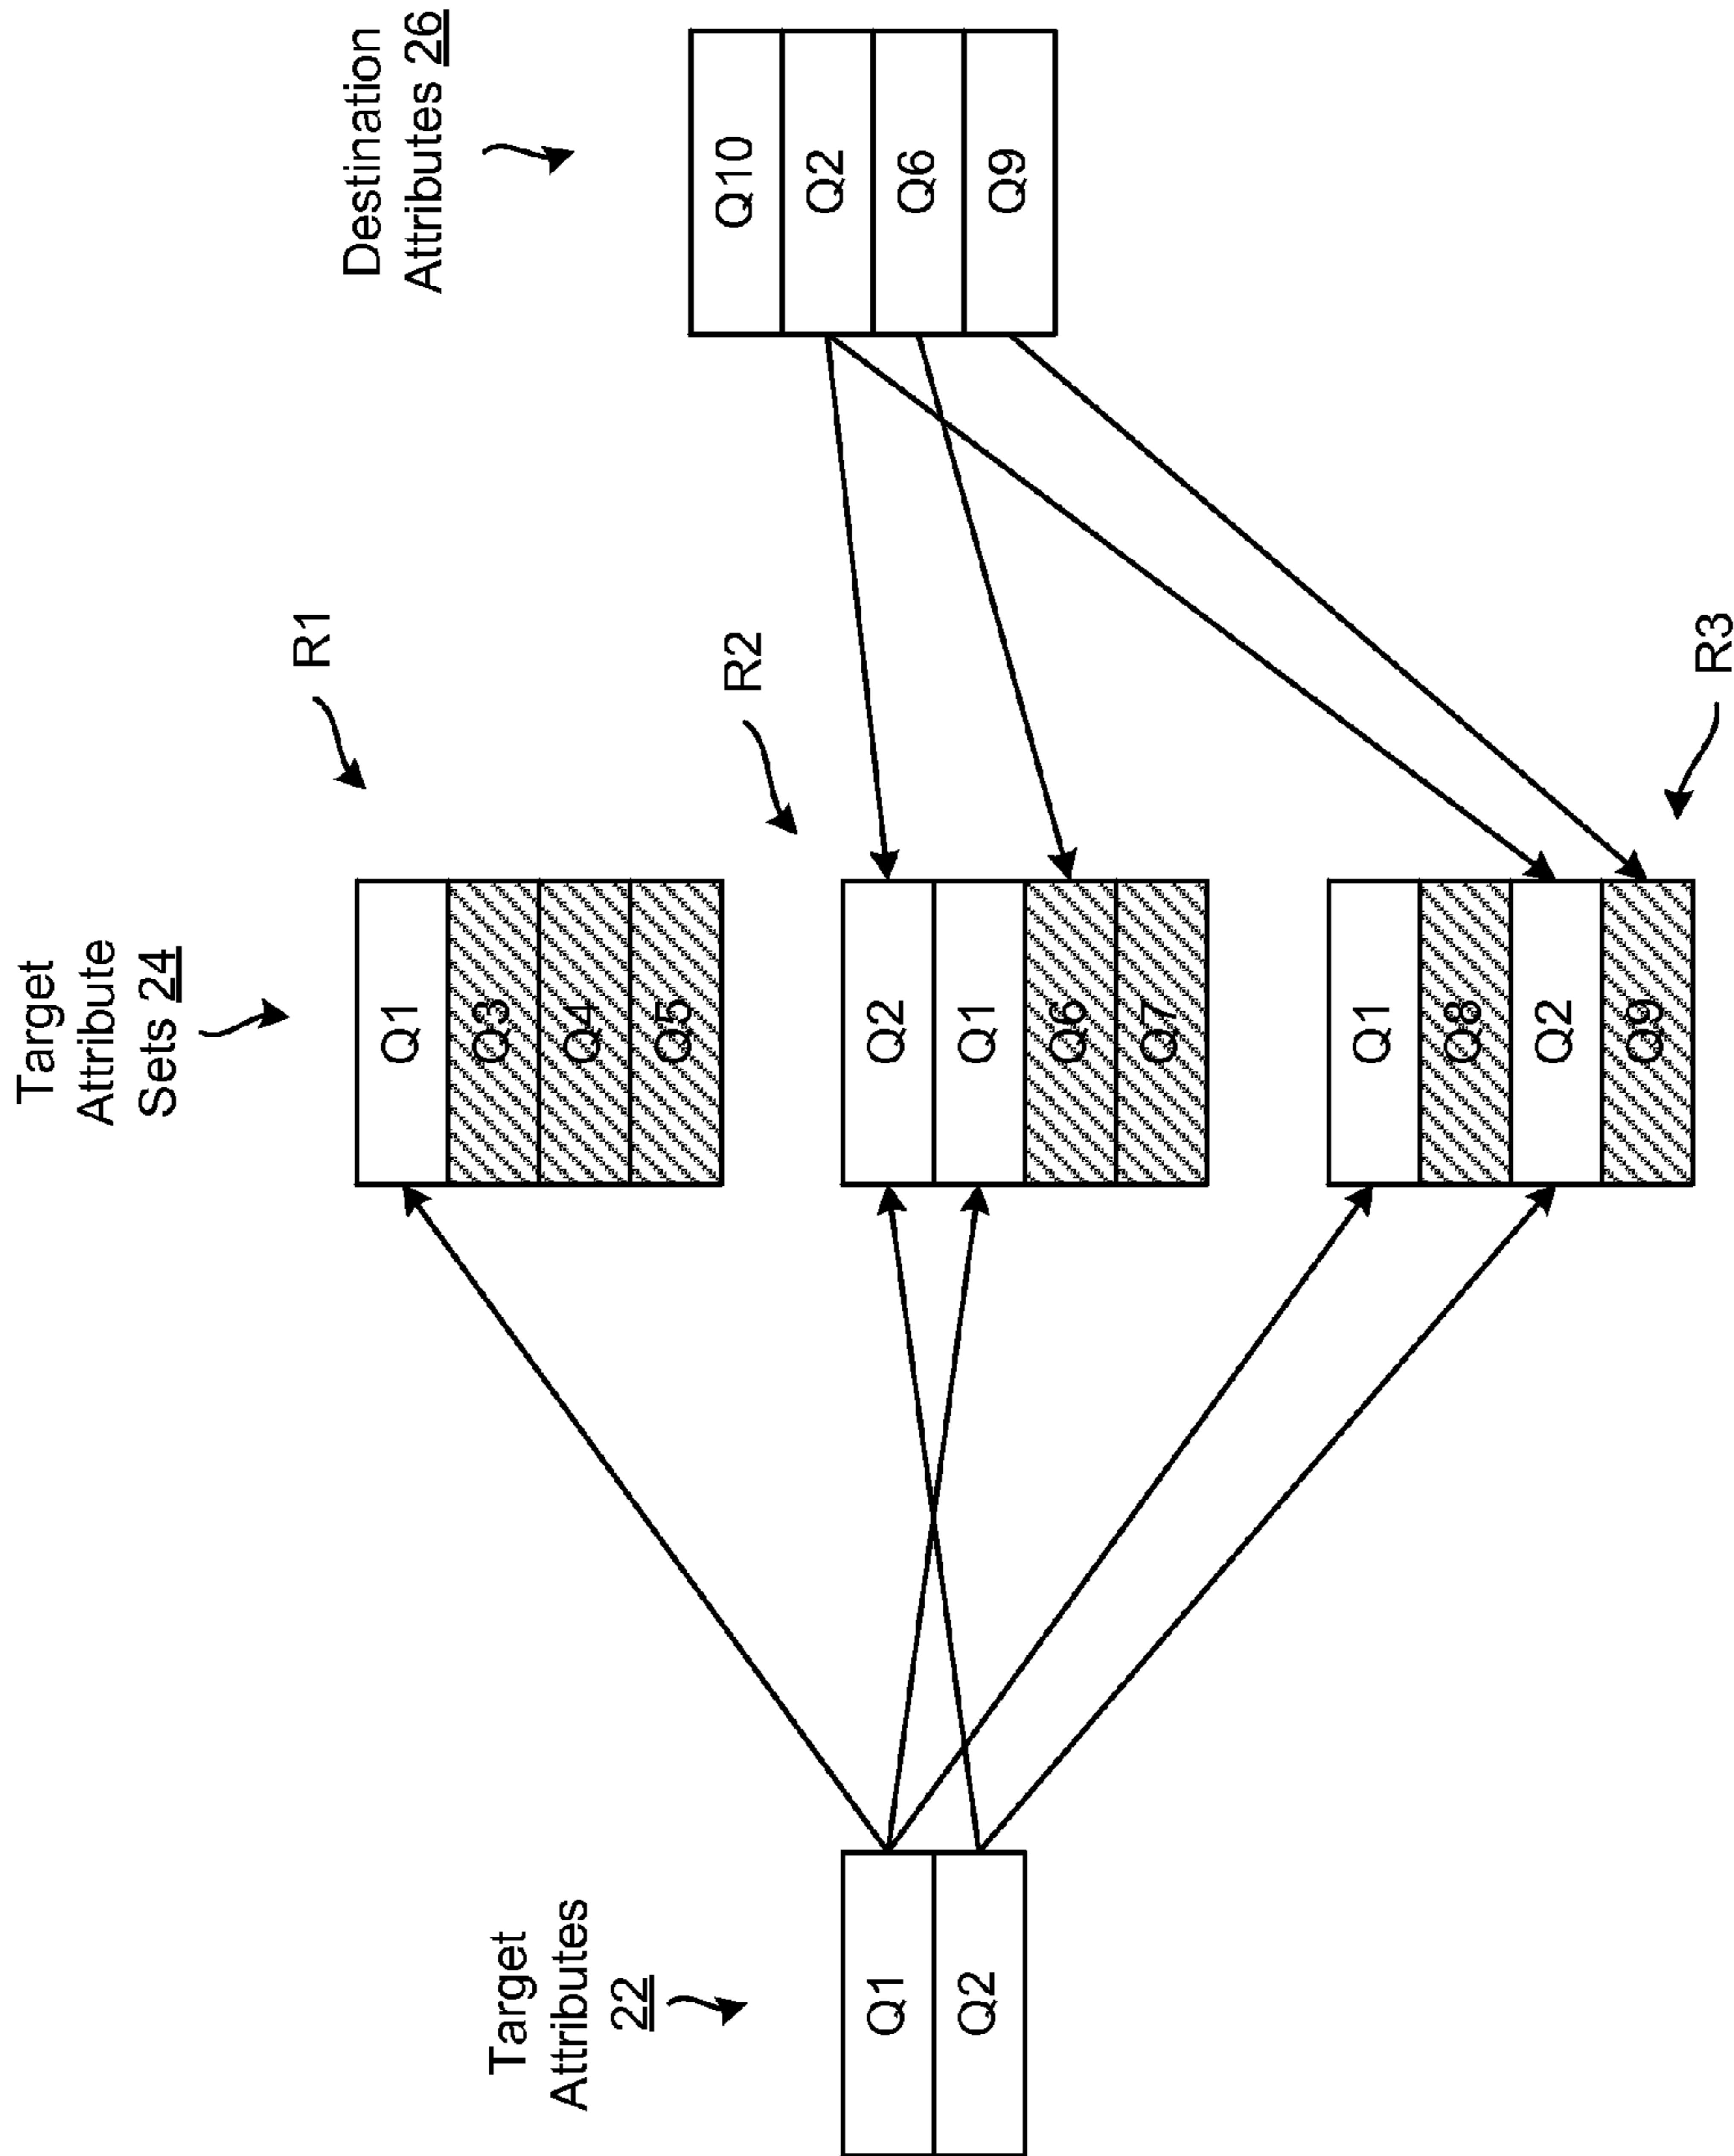 Target
Attributes
22
Q1
Q2
Target
Attribute
Sets 24
R1
Q1
Q3
Q4
Q5
R2
Q2
Q1
Q6
Q7
R3
Q1
Q8
Q2
Q9
Destination
Attributes 26
Q10
Q2
Q6
Q9